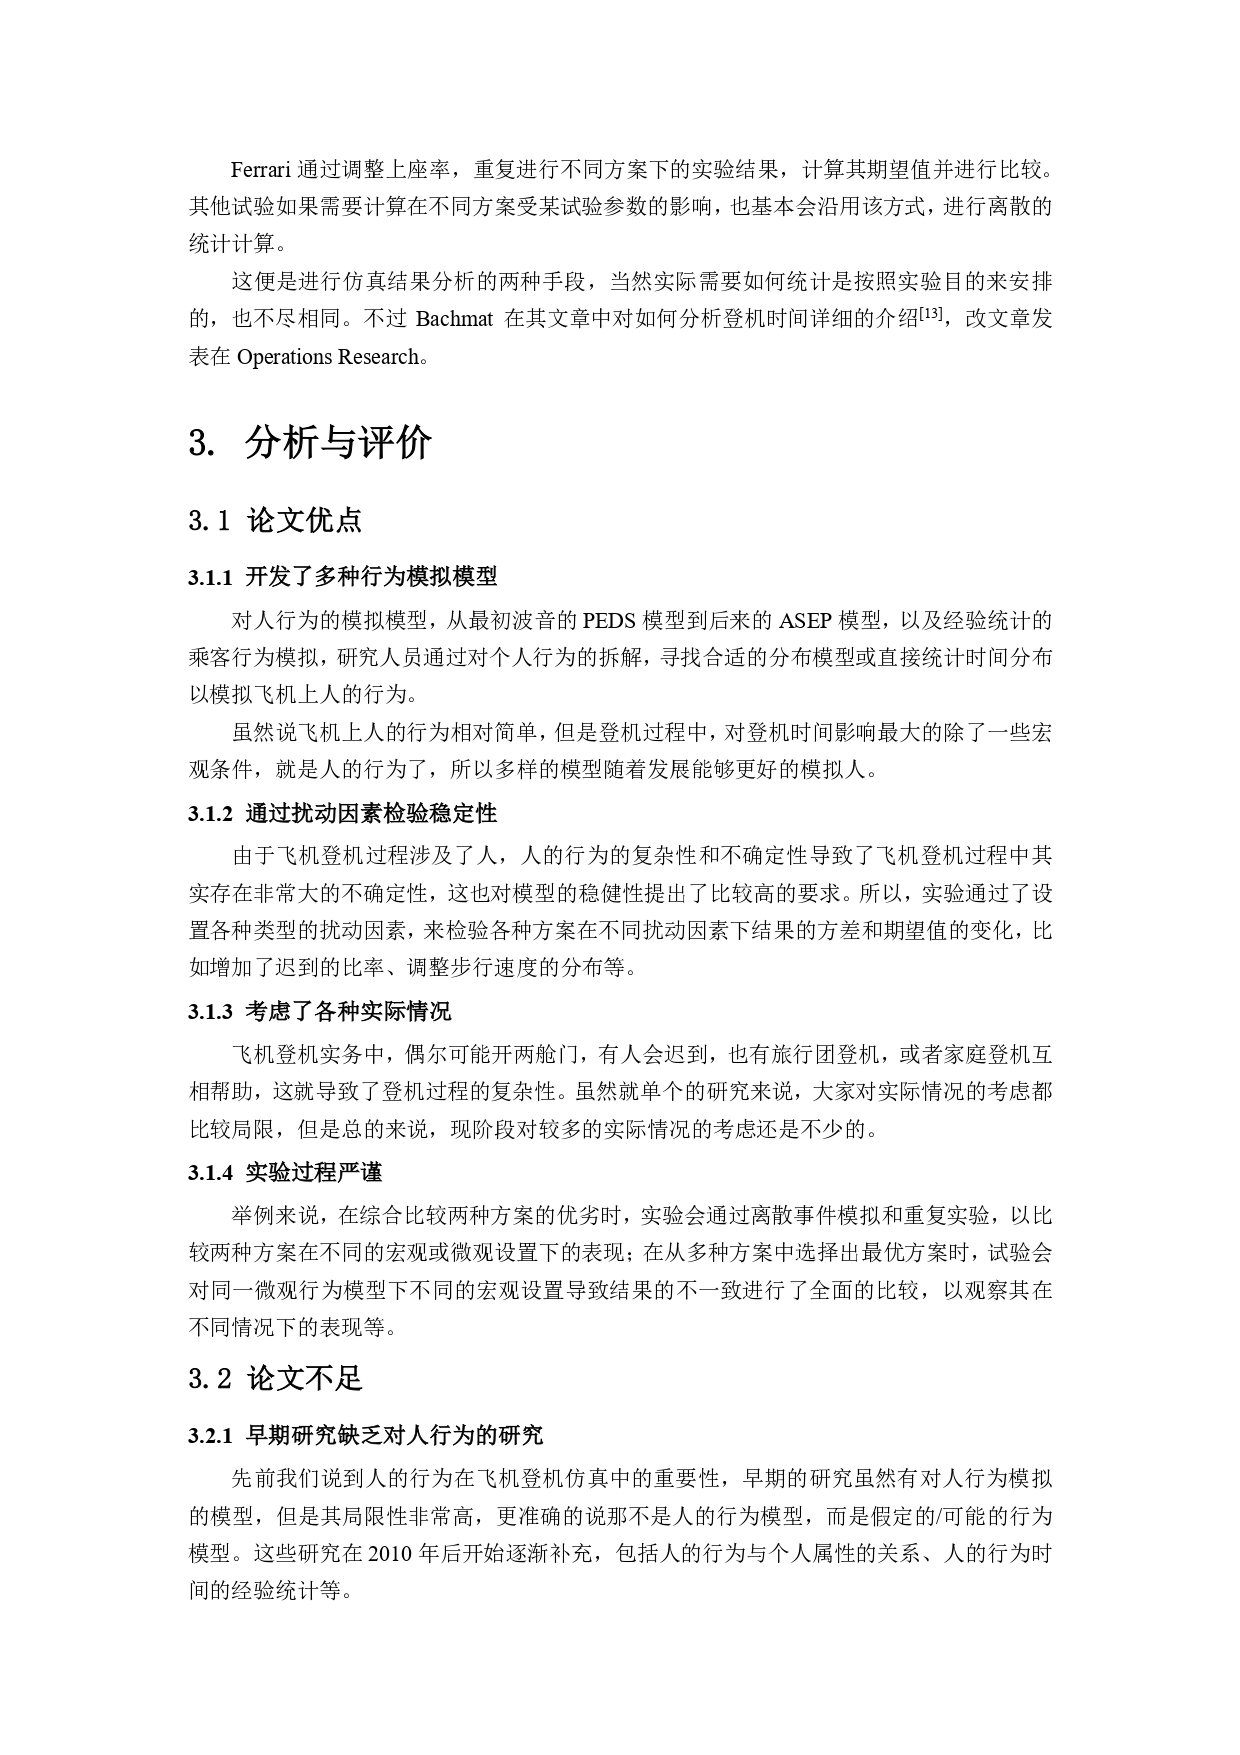 Ferrari 通过调整上座率，重复进行不同方案下的实验结果，计算其期望值并进行比较。
其他试验如果需要计算在不同方案受某试验参数的影响，也基本会沿用该方式，进行离散的
统计计算。
这便是进行仿真结果分析的两种手段，当然实际需要如何统计是按照实验目的来安排
的，也不尽相同。不过 Bachmat 在其文章中对如何分析登机时间详细的介绍[13]，改文章发
表在 Operations Research。
3. 分析与评价
3.1 论文优点
3.1.1 开发了多种行为模拟模型
对人行为的模拟模型，从最初波音的 PEDS 模型到后来的 ASEP 模型，以及经验统计的
乘客行为模拟，研究人员通过对个人行为的拆解，寻找合适的分布模型或直接统计时间分布
以模拟飞机上人的行为。
虽然说飞机上人的行为相对简单，但是登机过程中，对登机时间影响最大的除了一些宏
观条件，就是人的行为了，所以多样的模型随着发展能够更好的模拟人。
3.1.2 通过扰动因素检验稳定性
由于飞机登机过程涉及了人，人的行为的复杂性和不确定性导致了飞机登机过程中其
实存在非常大的不确定性，这也对模型的稳健性提出了比较高的要求。所以，实验通过了设
置各种类型的扰动因素，来检验各种方案在不同扰动因素下结果的方差和期望值的变化，比
如增加了迟到的比率、调整步行速度的分布等。
3.1.3 考虑了各种实际情况
飞机登机实务中，偶尔可能开两舱门，有人会迟到，也有旅行团登机，或者家庭登机互
相帮助，这就导致了登机过程的复杂性。虽然就单个的研究来说，大家对实际情况的考虑都
比较局限，但是总的来说，现阶段对较多的实际情况的考虑还是不少的。
3.1.4 实验过程严谨
举例来说，在综合比较两种方案的优劣时，实验会通过离散事件模拟和重复实验，以比
较两种方案在不同的宏观或微观设置下的表现；在从多种方案中选择出最优方案时，试验会
对同一微观行为模型下不同的宏观设置导致结果的不一致进行了全面的比较，以观察其在
不同情况下的表现等。
3.2 论文不足
3.2.1 早期研究缺乏对人行为的研究
先前我们说到人的行为在飞机登机仿真中的重要性，早期的研究虽然有对人行为模拟
的模型，但是其局限性非常高，更准确的说那不是人的行为模型，而是假定的/可能的行为
模型。这些研究在 2010 年后开始逐渐补充，包括人的行为与个人属性的关系、人的行为时
间的经验统计等。